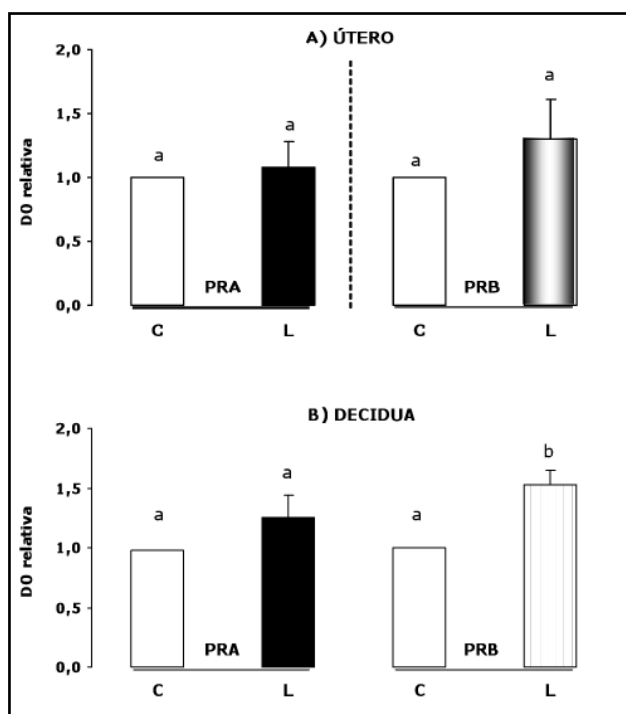 A) ÚTERO
DO relativa
2,0
1,5
1,0
0,5
0,0
a
a
a
a
PRA
PRB
C
L
C
L
B) DECIDUA
DO relativa
2,0
1,5
1,0
0,5
0,0
a
a
a
b
PRA
PRB
C
L
C
L